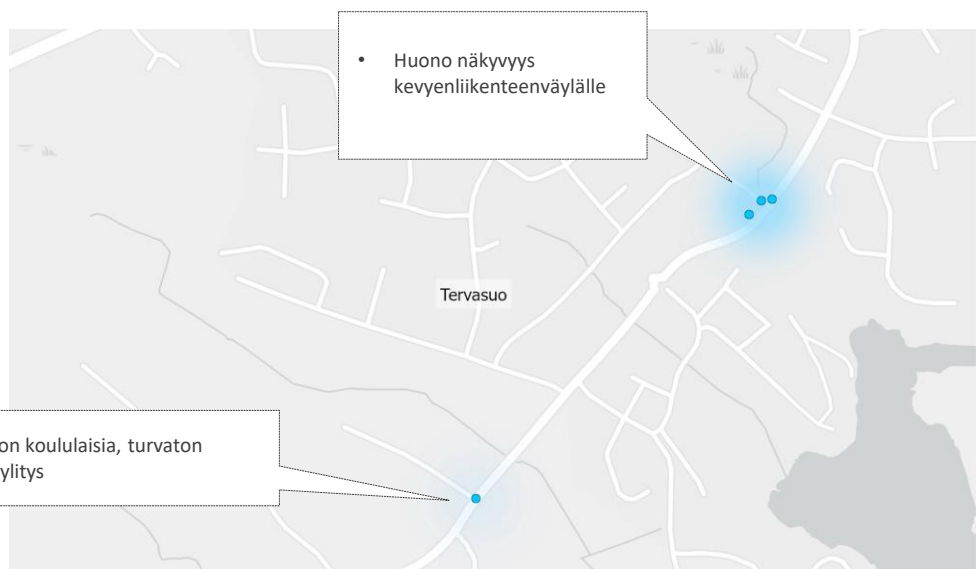 • Huono näkyvyys
kevyenliikenteenväylälle
Tervasuo
on koululaisia, turvaton
ylitys